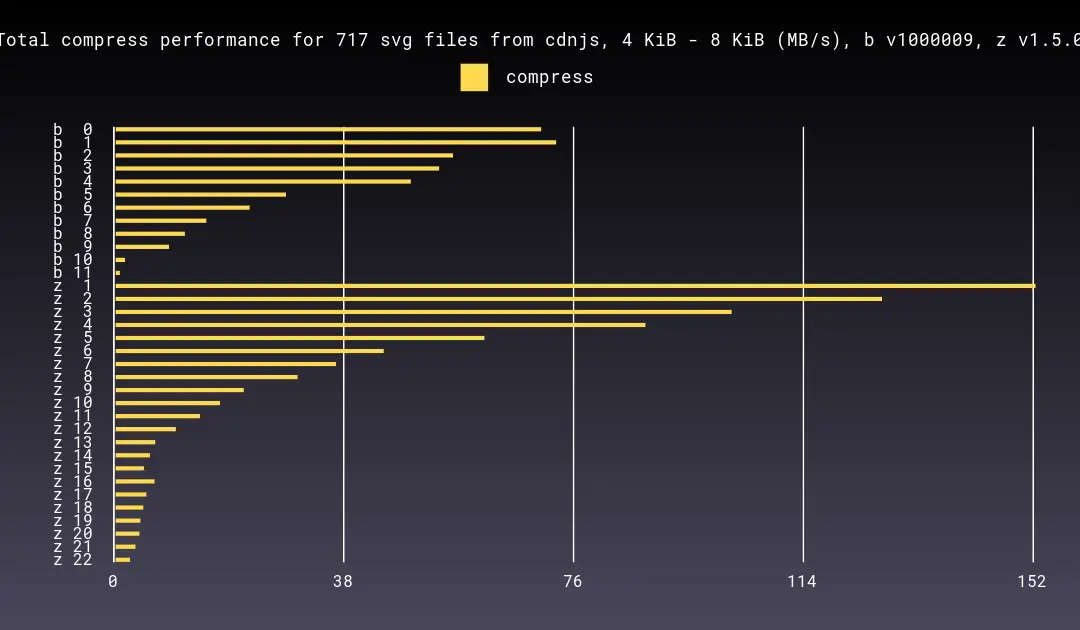 Total compress performance for 717 svg files from cdnjs, 4 KiB - 8 KiB (MB/s), b v1000009, z v1.5.0
compress
b 0
b 1
b 2
b 3
b 4
b 5
b 6
b 7
b 8
b 9
b 10
b 11
z 1
z 2
z 3
z 4
z 5
z 6
z 7
z 8
z 9
z 10
z 11
z 12
z 13
z 14
z 15
z 16
z 17
z 18
z 19
z 20
z 21
z 22
0 38 76 114 152